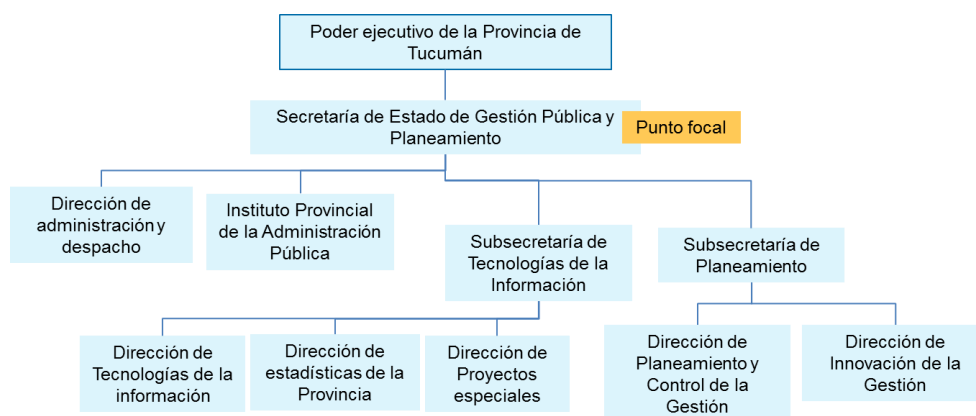 Poder ejecutivo de la Provincia de
Tucumán
Secretaría de Estado de Gestión Pública y
Planeamiento
Punto focal
Dirección de
administración y
despacho
Instituto Provincial
de la Administración
Pública
Subsecretaría de
Tecnologías de la
Información
Subsecretaría de
Planeamiento
Dirección de
Tecnologías de la
información
Dirección de
estadísticas de la
Provincia
Dirección de
Proyectos
especiales
Dirección de
Planeamiento y
Control de la
Gestión
Dirección de
Innovación de la
Gestión